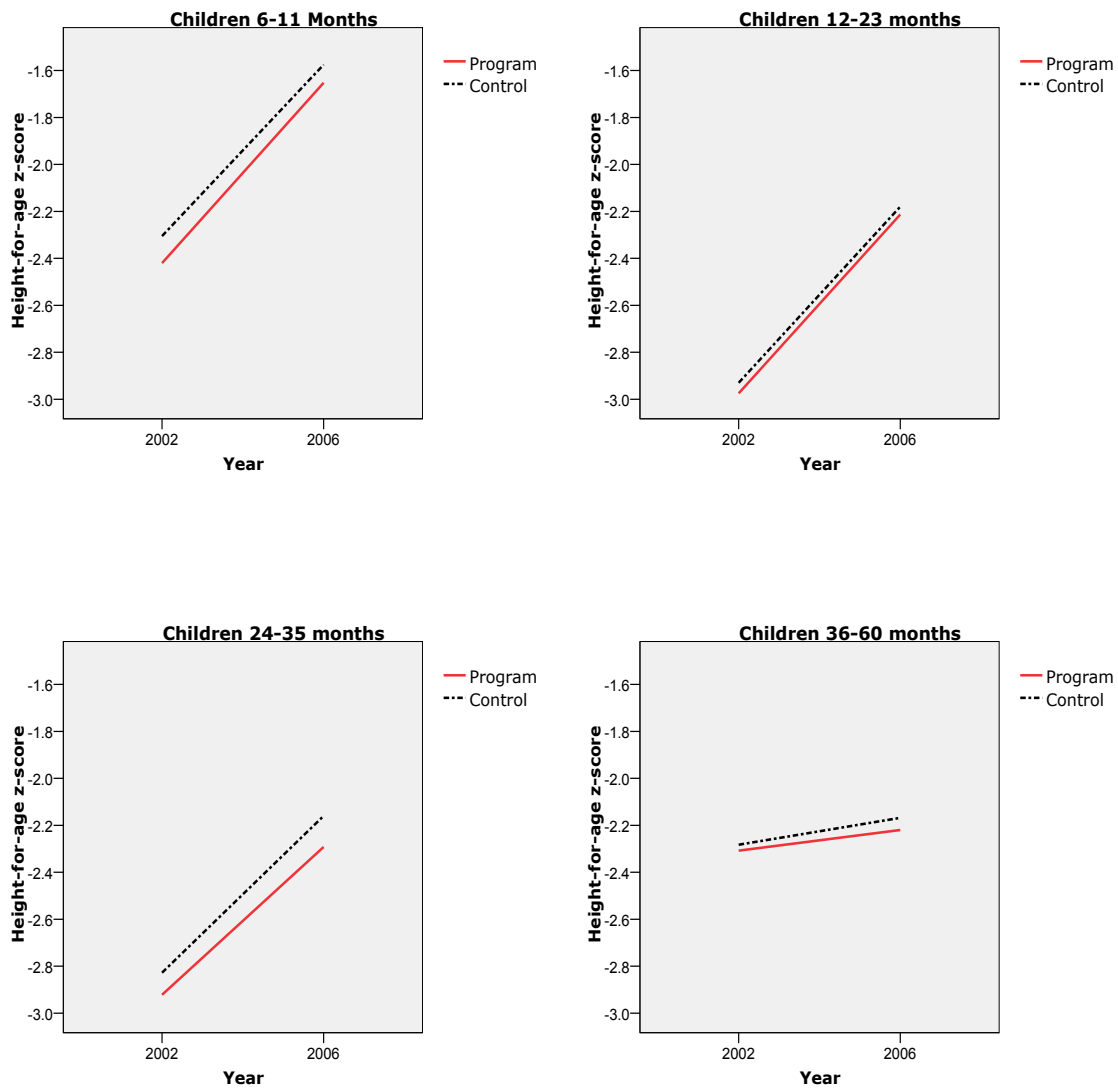 Children 6-11 Months
Program
Control
Height-for-age z-score
-1.6
-1.8
-2.0
-2.2
-2.4
-2.6
-2.8
-3.0
2002 2006
Year
Children 12-23 months
Program
Control
Height-for-age z-score
-1.6
-1.8
-2.0
-2.2
-2.4
-2.6
-2.8
-3.0
2002 2006
Year
Children 24-35 months
Program
Control
Height-for-age z-score
-1.6
-1.8
-2.0
-2.2
-2.4
-2.6
-2.8
-3.0
2002 2006
Year
Children 36-60 months
Program
Control
Height-for-age z-score
-1.6
-1.8
-2.0
-2.2
-2.4
-2.6
-2.8
-3.0
2002 2006
Year